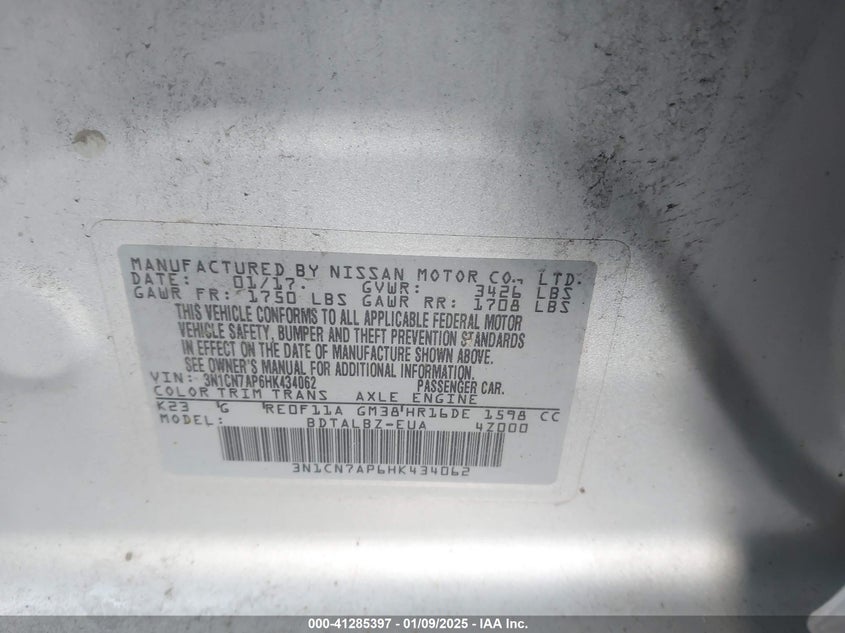 MANUFACTURED BY NISSAN MOTOR CO., LTD.
DATE: 01/17. GVWR: 3426 LBS
GAWR FR: 1750 LBS GAWR RR: 1708 LBS
THIS VEHICLE CONFORMS TO ALL APPLICABLE FEDERAL MOTOR
VEHICLE SAFETY, BUMPER AND THEFT PREVENTION STANDARDS
IN EFFECT ON THE DATE OF MANUFACTURE SHOWN ABOVE.
SEE OWNER'S MANUAL FOR ADDITIONAL INFORMATION.
VIN: 3N1CN7AP6HK434062 PASSENGER CAR.
COLOR TRIM TRANS AXLE ENGINE
K23 G RE0F11A GM38 HR16DE 1598 CC
MODEL: BDTALBZ-EUA 4Z000
3N1CN7AP6HK434062
000-41285397 - 01/09/2025 - IAA Inc.